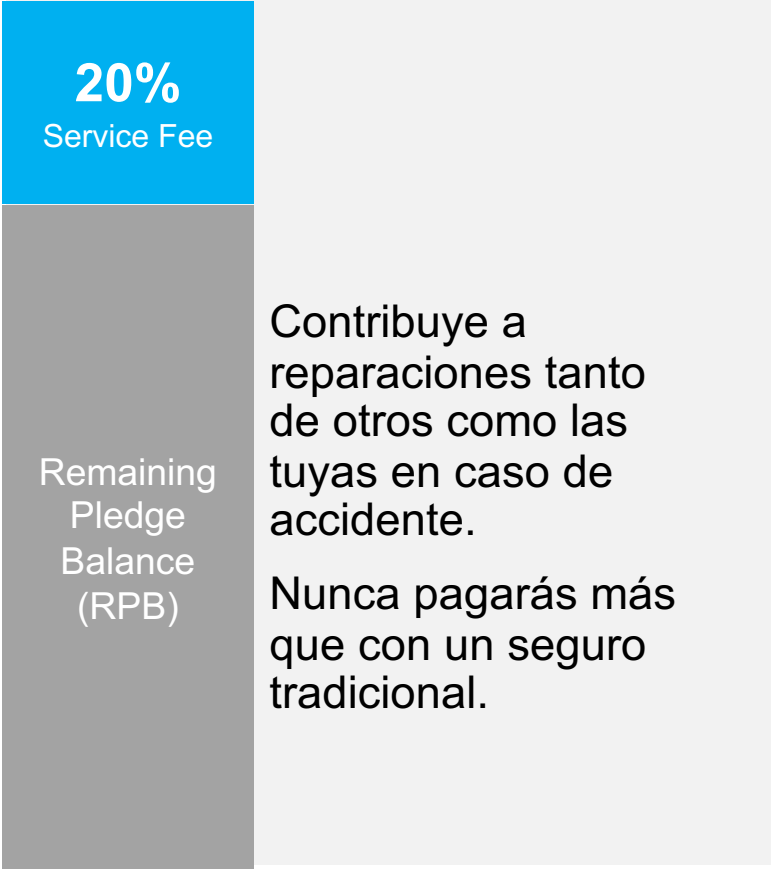 20%
Service Fee
Remaining
Pledge
Balance
(RPB)
Contribuye a
reparaciones tanto
de otros como las
tuyas en caso de
accidente.
Nunca pagarás más
que con un seguro
tradicional.